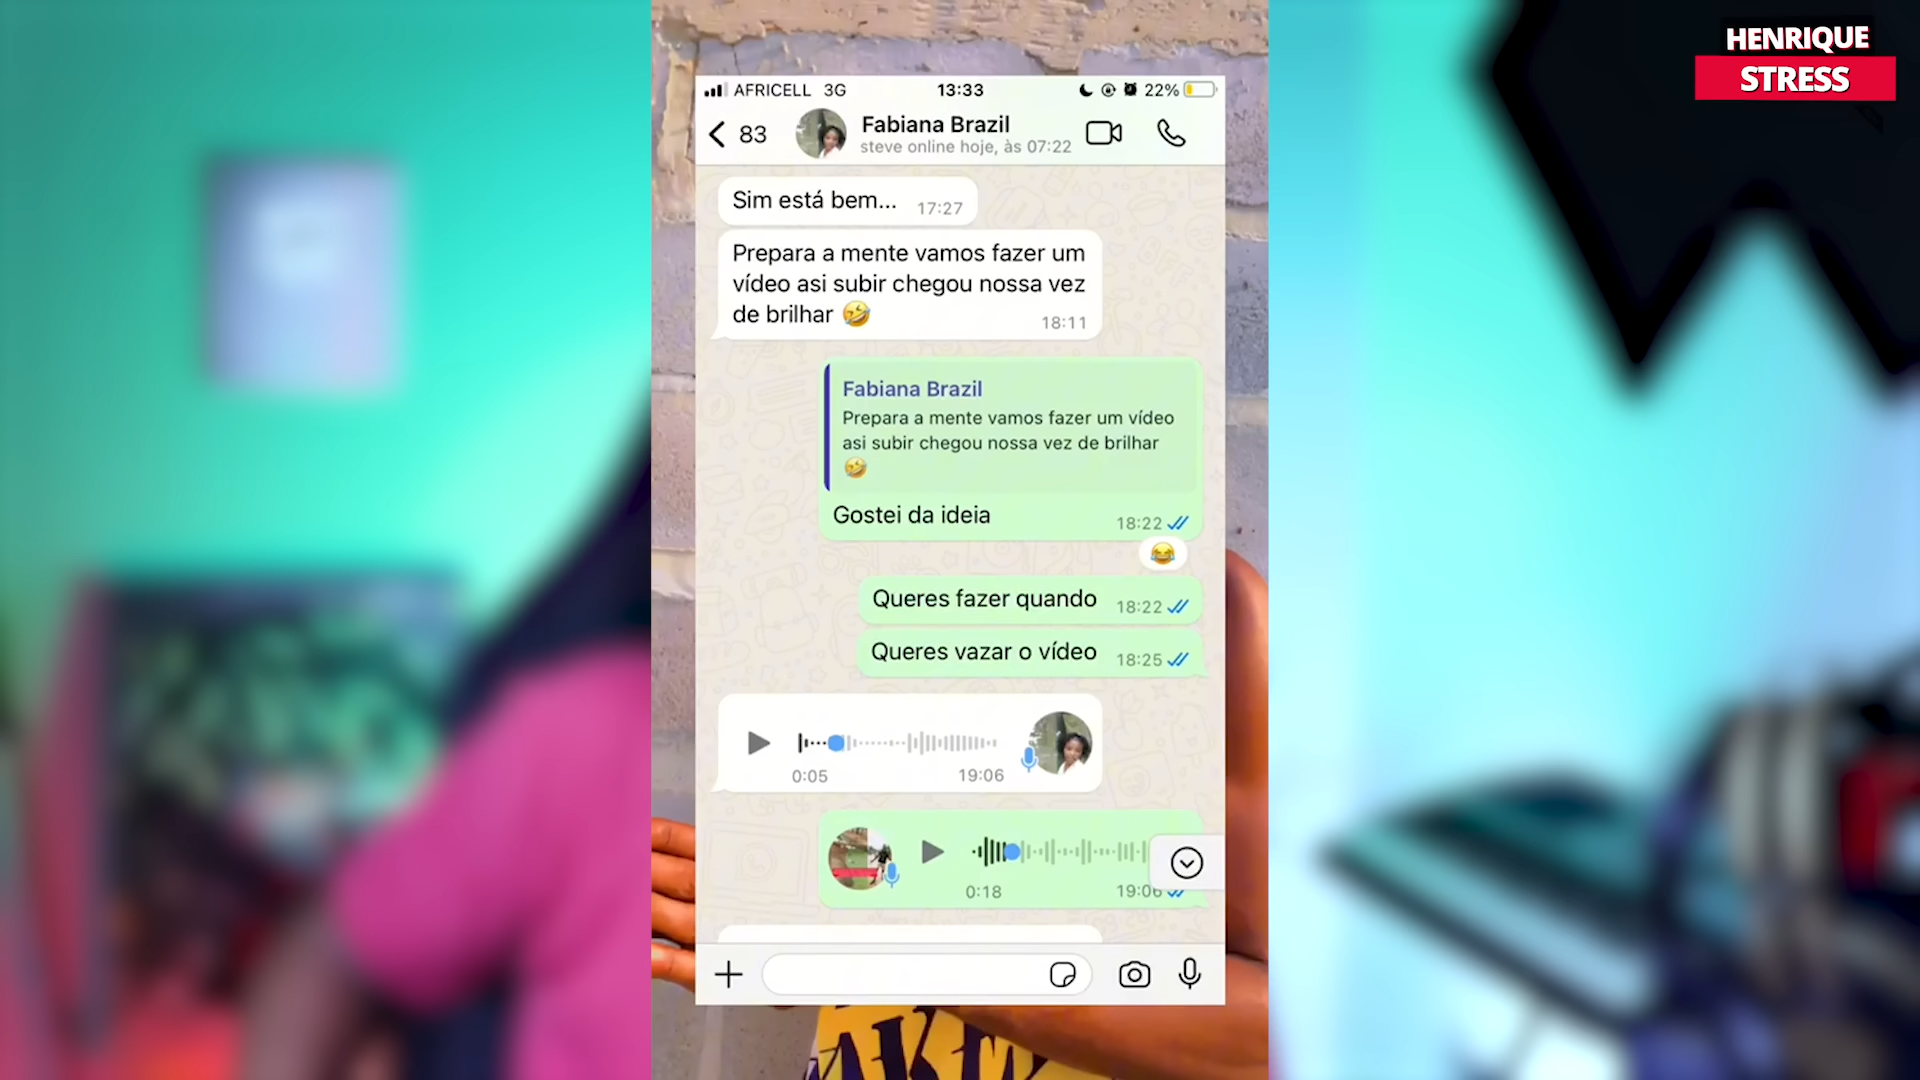 HENRIQUE
STRESS
AFRICELL 3G
13:33
22%
83
Fabiana Brazil
steve online hoje, às 07:22
Sim está bem...
17:27
Prepara a mente vamos fazer um
vídeo asi subir chegou nossa vez
de brilhar 🤣
18:11
Fabiana Brazil
Prepara a mente vamos fazer um vídeo
asi subir chegou nossa vez de brilhar
🤣
Gostei da ideia
18:22
😂
Queres fazer quando
18:22
Queres vazar o vídeo
18:25
0:05
19:06
0:18
19:06